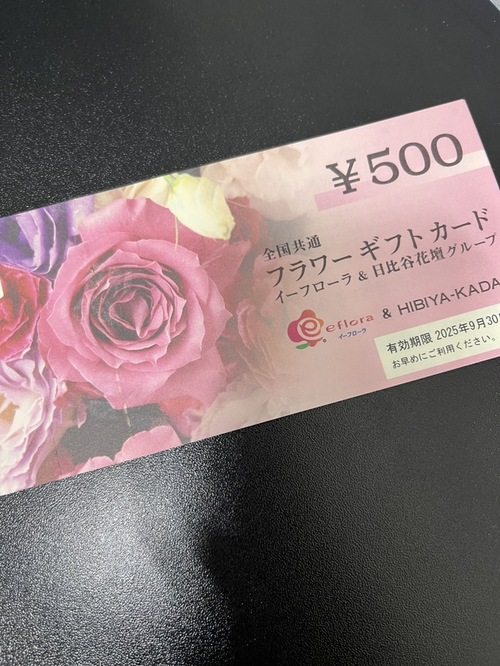 ¥500
全国共通
フラワー ギフトカード
イーフローラ & 日比谷花壇グループ
eflora & HIBIYA-KADA
イーフローラ
有効期限 2025年9月30
お早めにご利用ください。